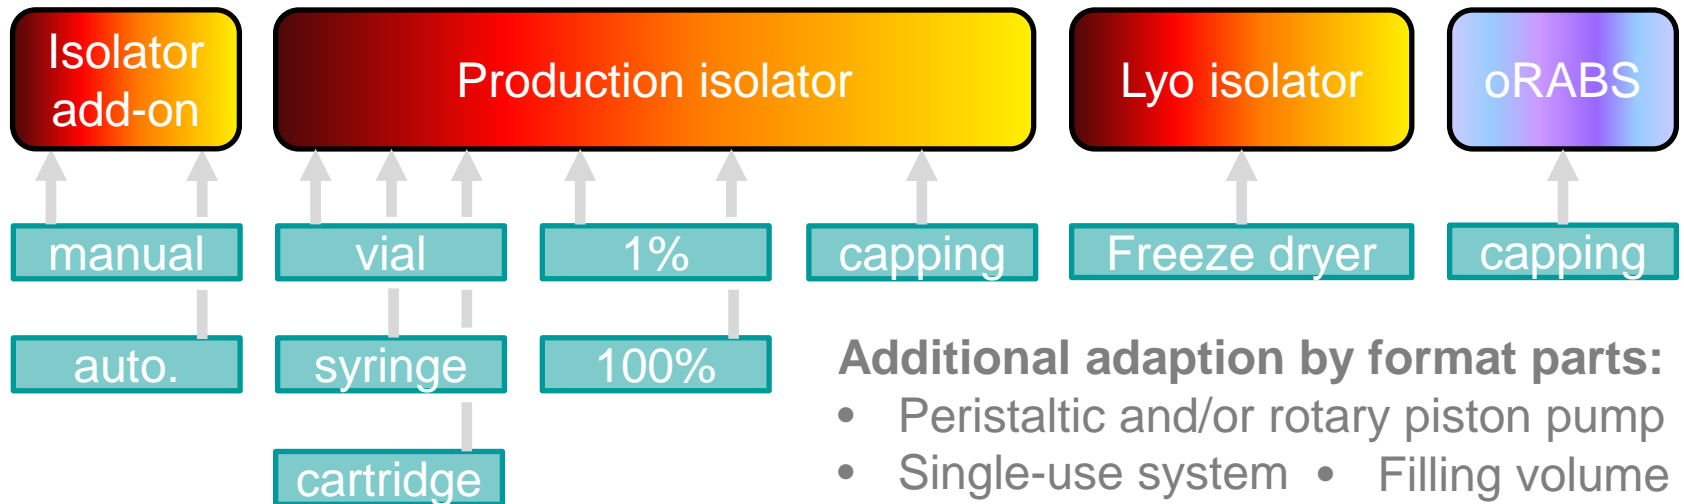 Isolator
add-on
Production isolator
Lyo isolator
oRABS
manual
vial
1%
capping
Freeze dryer
capping
auto.
syringe
100%
cartridge
Additional adaption by format parts:
• Peristaltic and/or rotary piston pump
• Single-use system • Filling volume